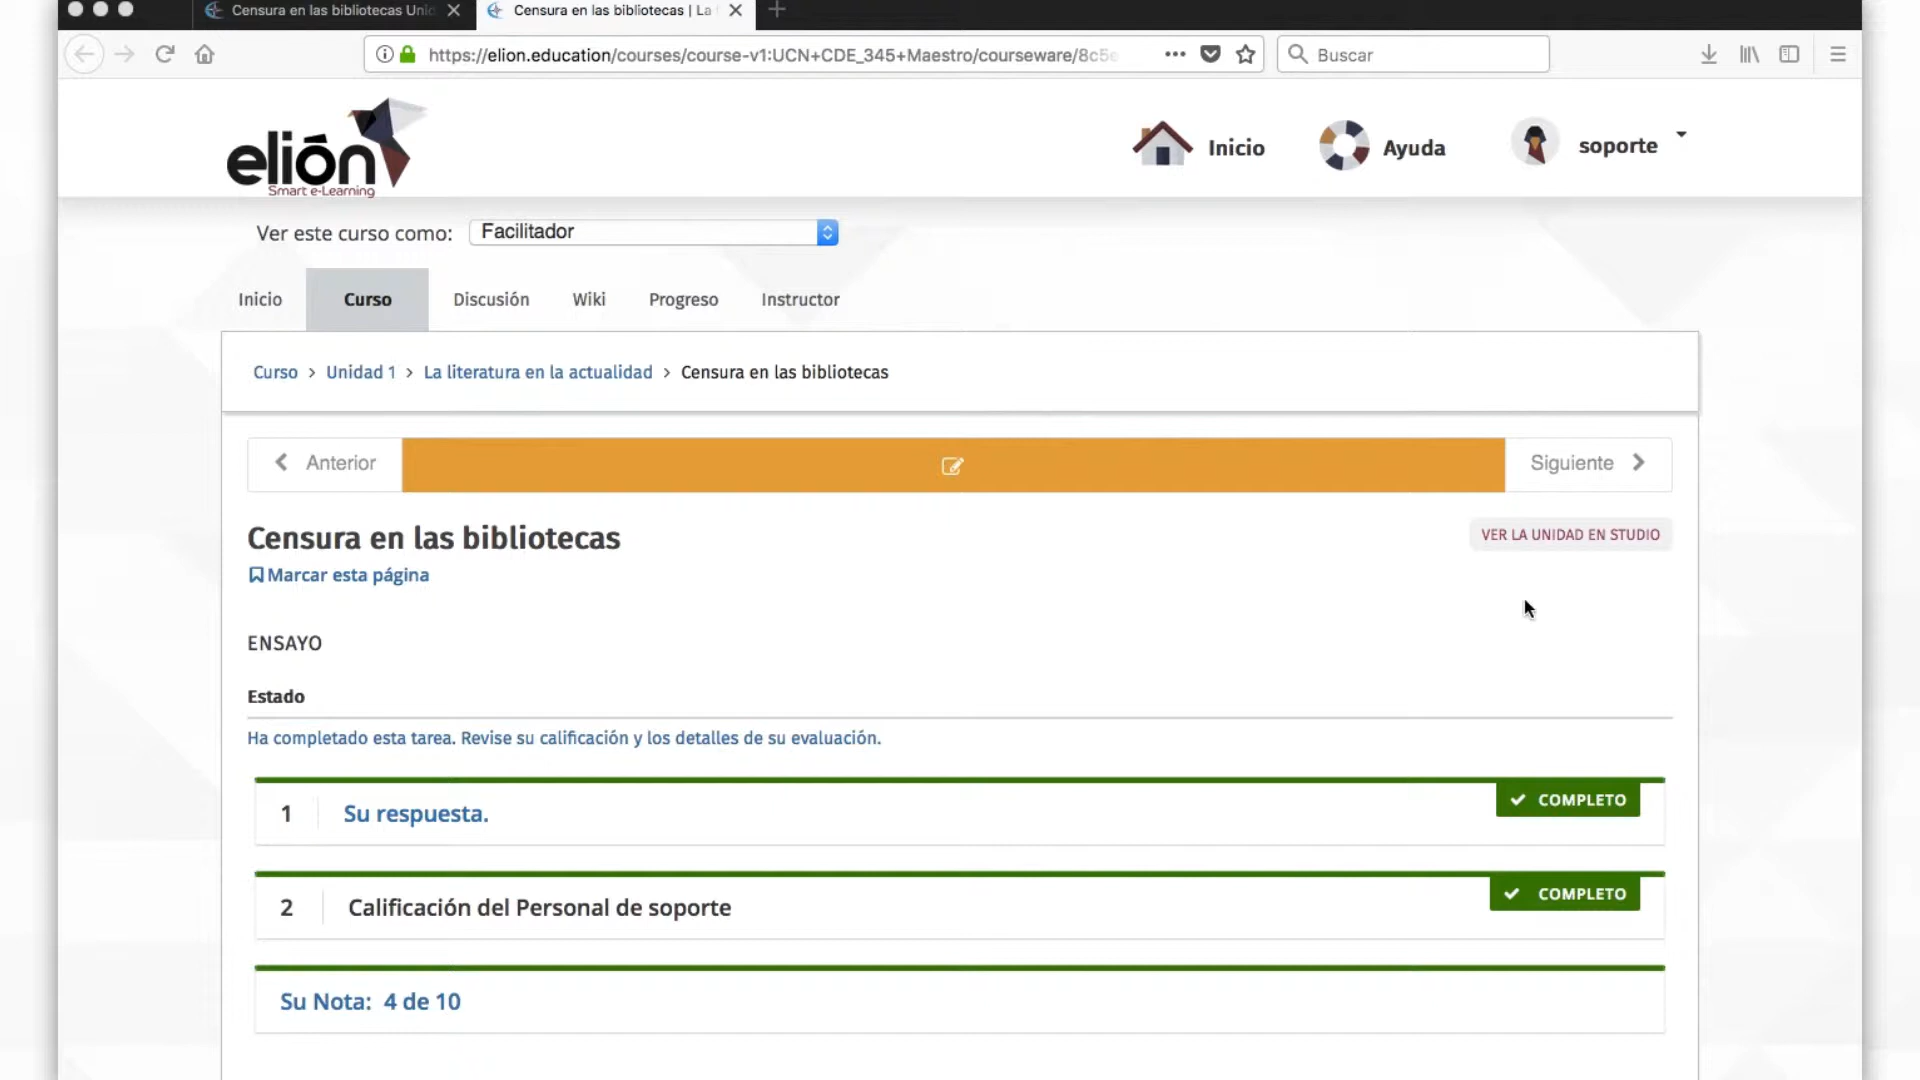 Censura en las bibliotecas Unid
Censura en las bibliotecas | La
https://elion.education/courses/course-v1:UCN+CDE_345+Maestro/courseware/8c5e
Buscar
elión
Smart e-Learning
Inicio
Ayuda
soporte
Ver este curso como: Facilitador
Inicio Curso Discusión Wiki Progreso Instructor
Curso > Unidad 1 > La literatura en la actualidad > Censura en las bibliotecas
Anterior
Siguiente
Censura en las bibliotecas
VER LA UNIDAD EN STUDIO
Marcar esta página
ENSAYO
Estado
Ha completado esta tarea. Revise su calificación y los detalles de su evaluación.
1 Su respuesta. COMPLETO
2 Calificación del Personal de soporte COMPLETO
Su Nota: 4 de 10